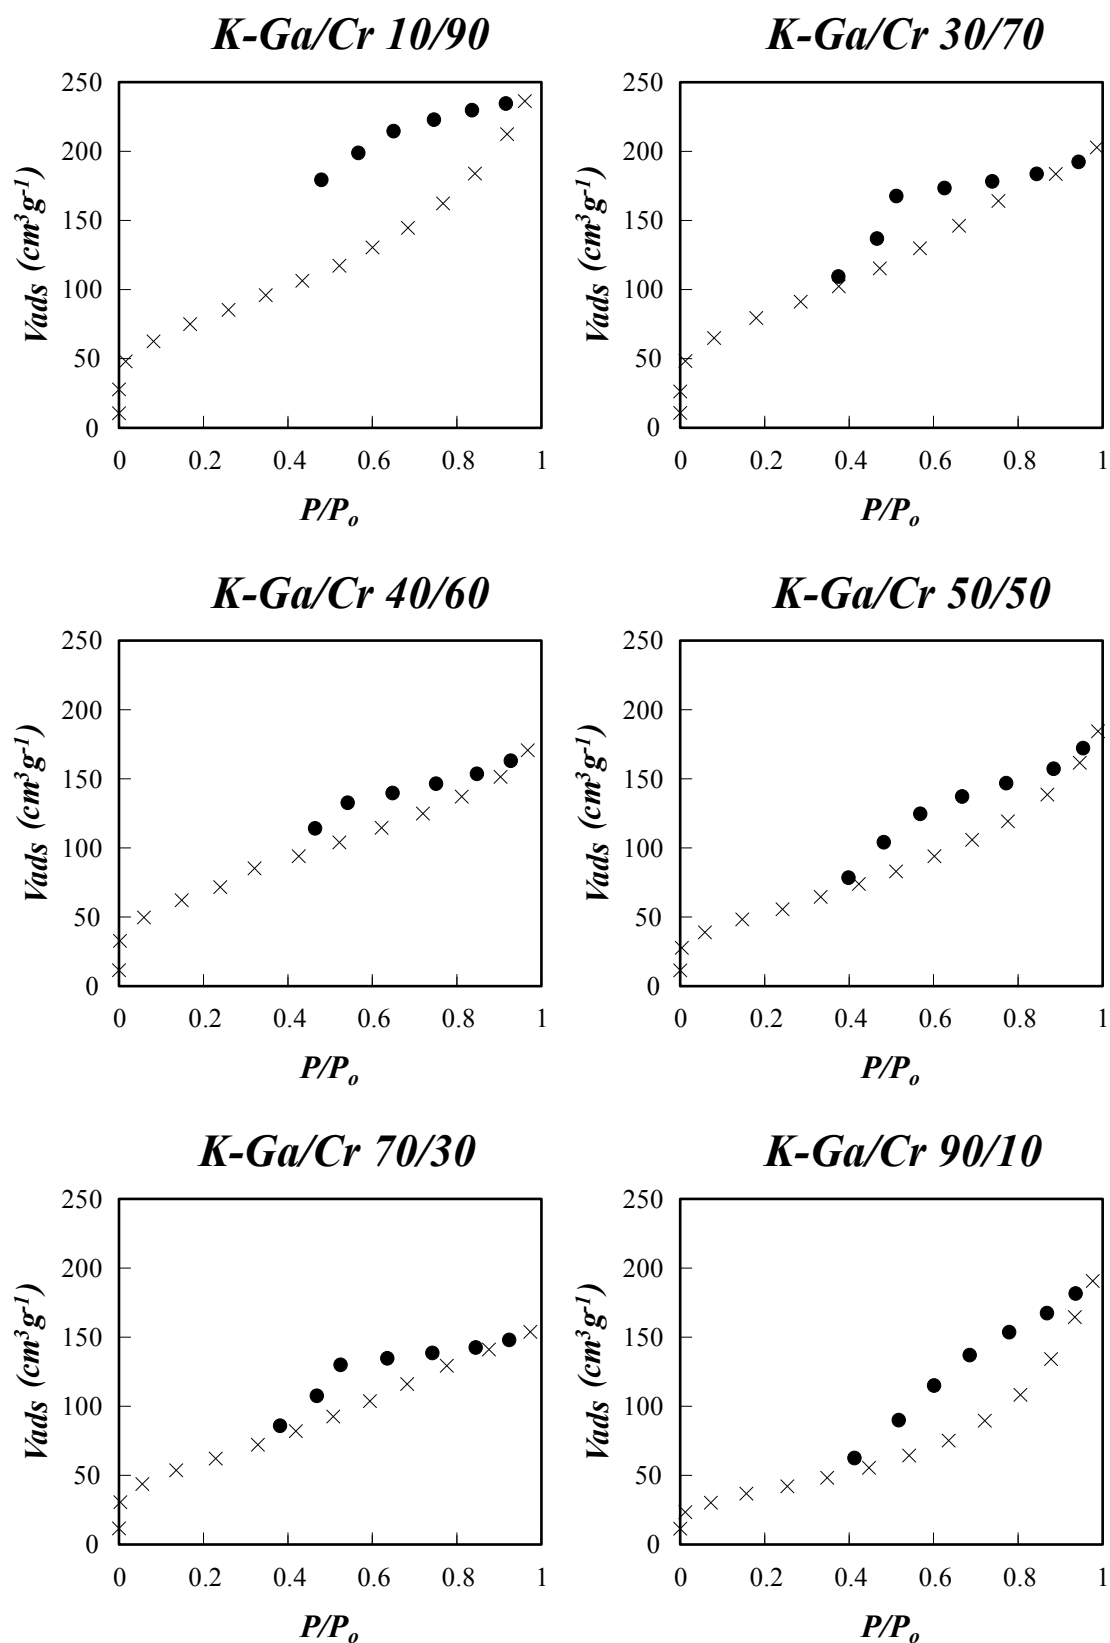 K-Ga/Cr 10/90
250
200
150
100
50
0
Vads (cm³g⁻¹)
0 0.2 0.4 0.6 0.8 1
P/Pₒ
K-Ga/Cr 30/70
250
200
150
100
50
0
Vads (cm³g⁻¹)
0 0.2 0.4 0.6 0.8 1
P/Pₒ
K-Ga/Cr 40/60
250
200
150
100
50
0
Vads (cm³g⁻¹)
0 0.2 0.4 0.6 0.8 1
P/Pₒ
K-Ga/Cr 50/50
250
200
150
100
50
0
Vads (cm³g⁻¹)
0 0.2 0.4 0.6 0.8 1
P/Pₒ
K-Ga/Cr 70/30
250
200
150
100
50
0
Vads (cm³g⁻¹)
0 0.2 0.4 0.6 0.8 1
P/Pₒ
K-Ga/Cr 90/10
250
200
150
100
50
0
Vads (cm³g⁻¹)
0 0.2 0.4 0.6 0.8 1
P/Pₒ